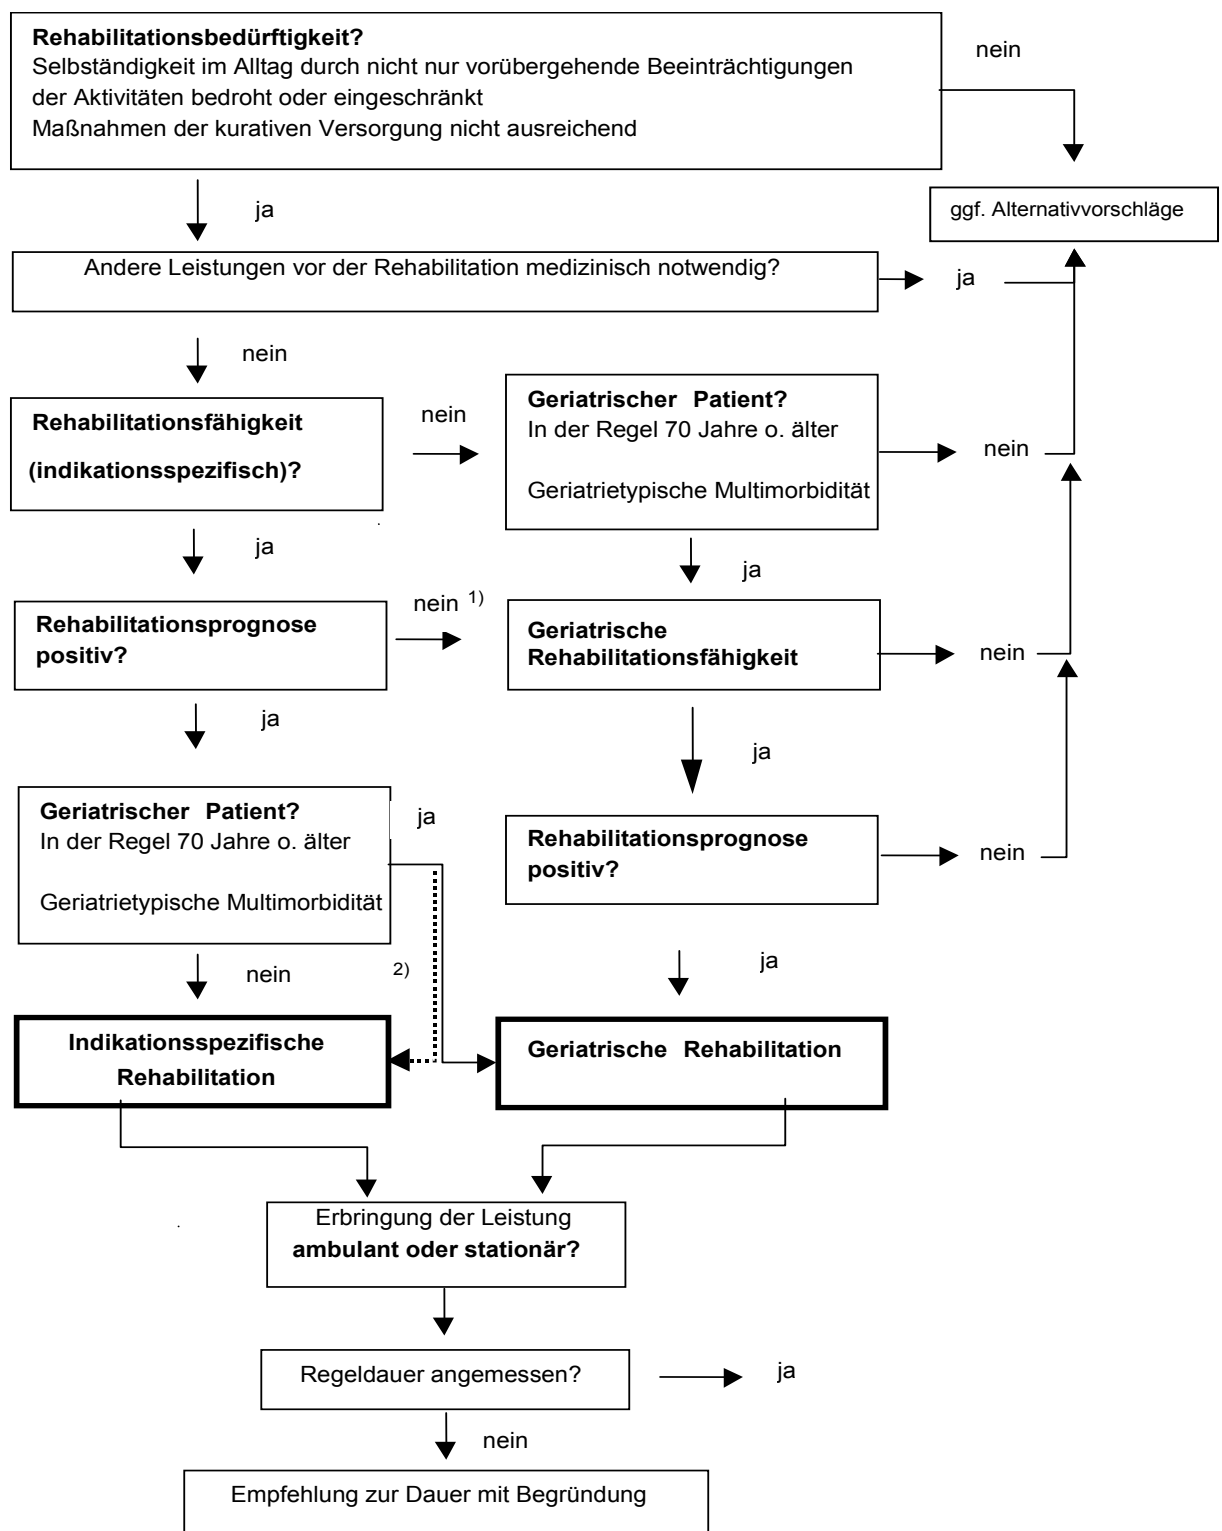 Rehabilitationsbedürftigkeit?
Selbständigkeit im Alltag durch nicht nur vorübergehende Beeinträchtigungen
der Aktivitäten bedroht oder eingeschränkt
Maßnahmen der kurativen Versorgung nicht ausreichend
nein
ja
ggf. Alternativvorschläge
Andere Leistungen vor der Rehabilitation medizinisch notwendig?
ja
nein
Rehabilitationsfähigkeit
(indikationsspezifisch)?
nein
Geriatrischer Patient?
In der Regel 70 Jahre o. älter
Geriatrietypische Multimorbidität
nein
ja
ja
Rehabilitationsprognose
positiv?
nein 1)
Geriatrische
Rehabilitationsfähigkeit
nein
ja
ja
Geriatrischer Patient?
In der Regel 70 Jahre o. älter
Geriatrietypische Multimorbidität
ja
Rehabilitationsprognose
positiv?
nein
nein
2)
ja
Indikationsspezifische
Rehabilitation
Geriatrische Rehabilitation
Erbringung der Leistung
ambulant oder stationär?
Regeldauer angemessen?
ja
nein
Empfehlung zur Dauer mit Begründung